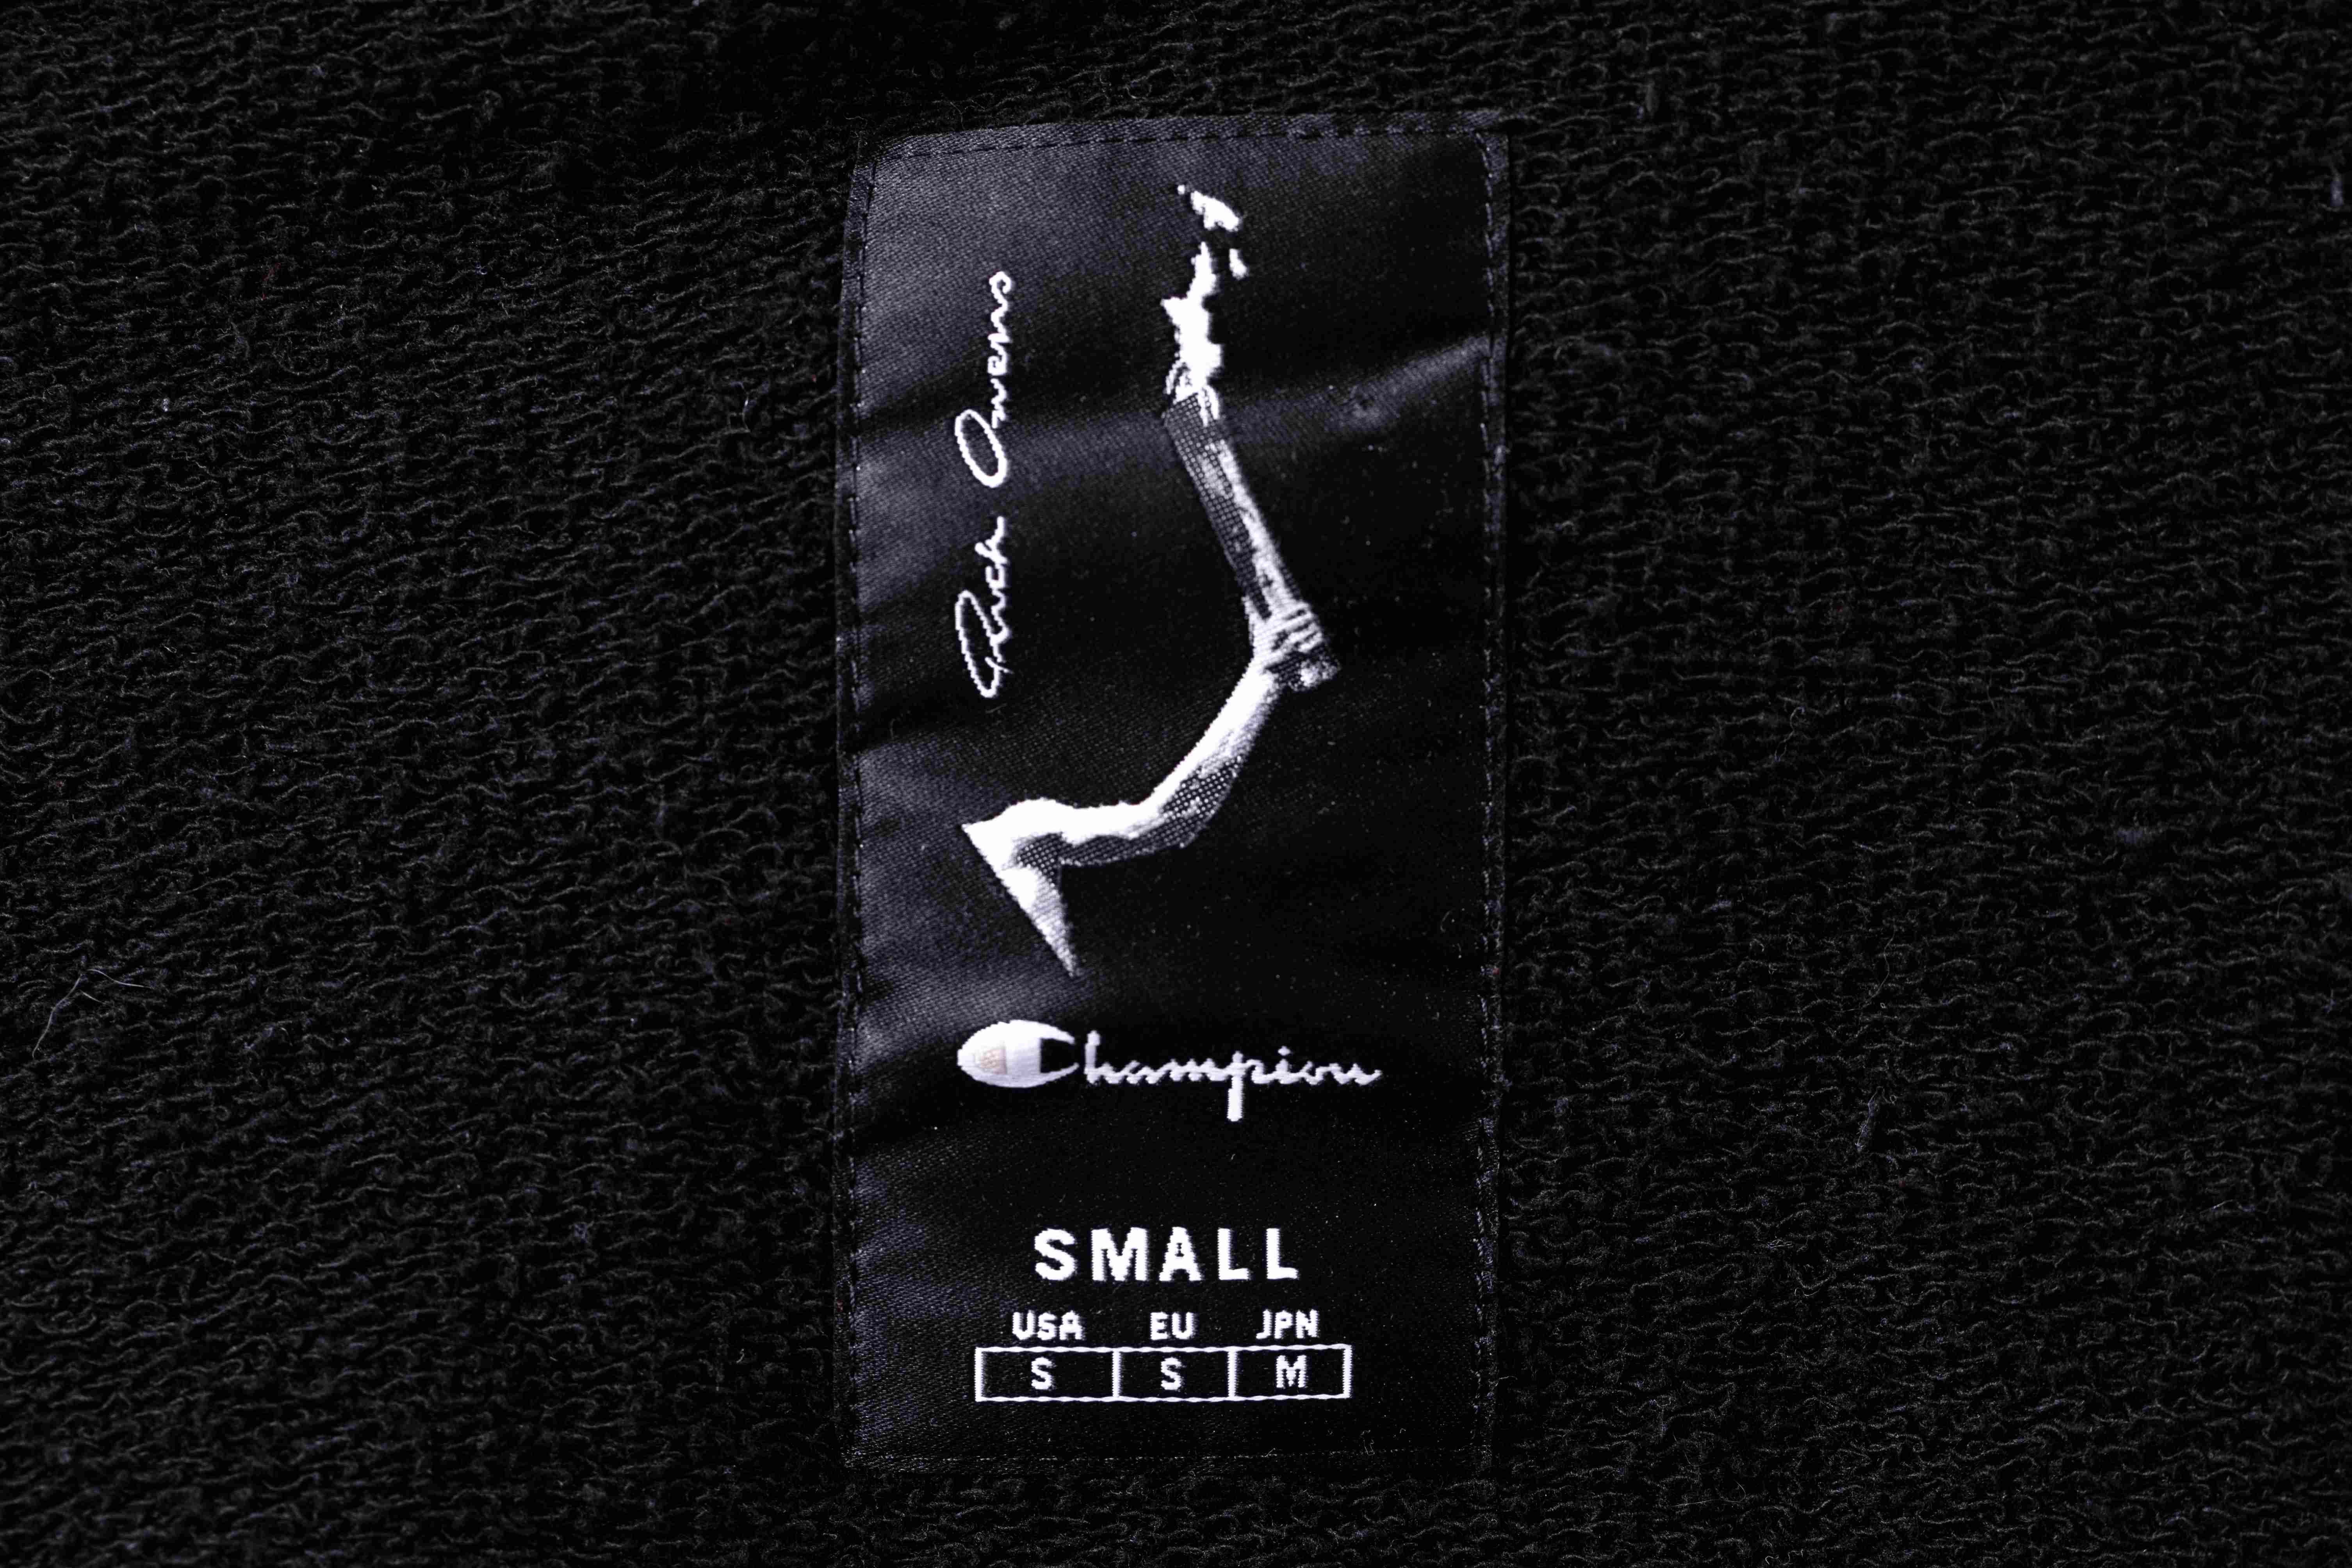 Rick Owens
Champion
SMALL
USA EU JPN
S S M